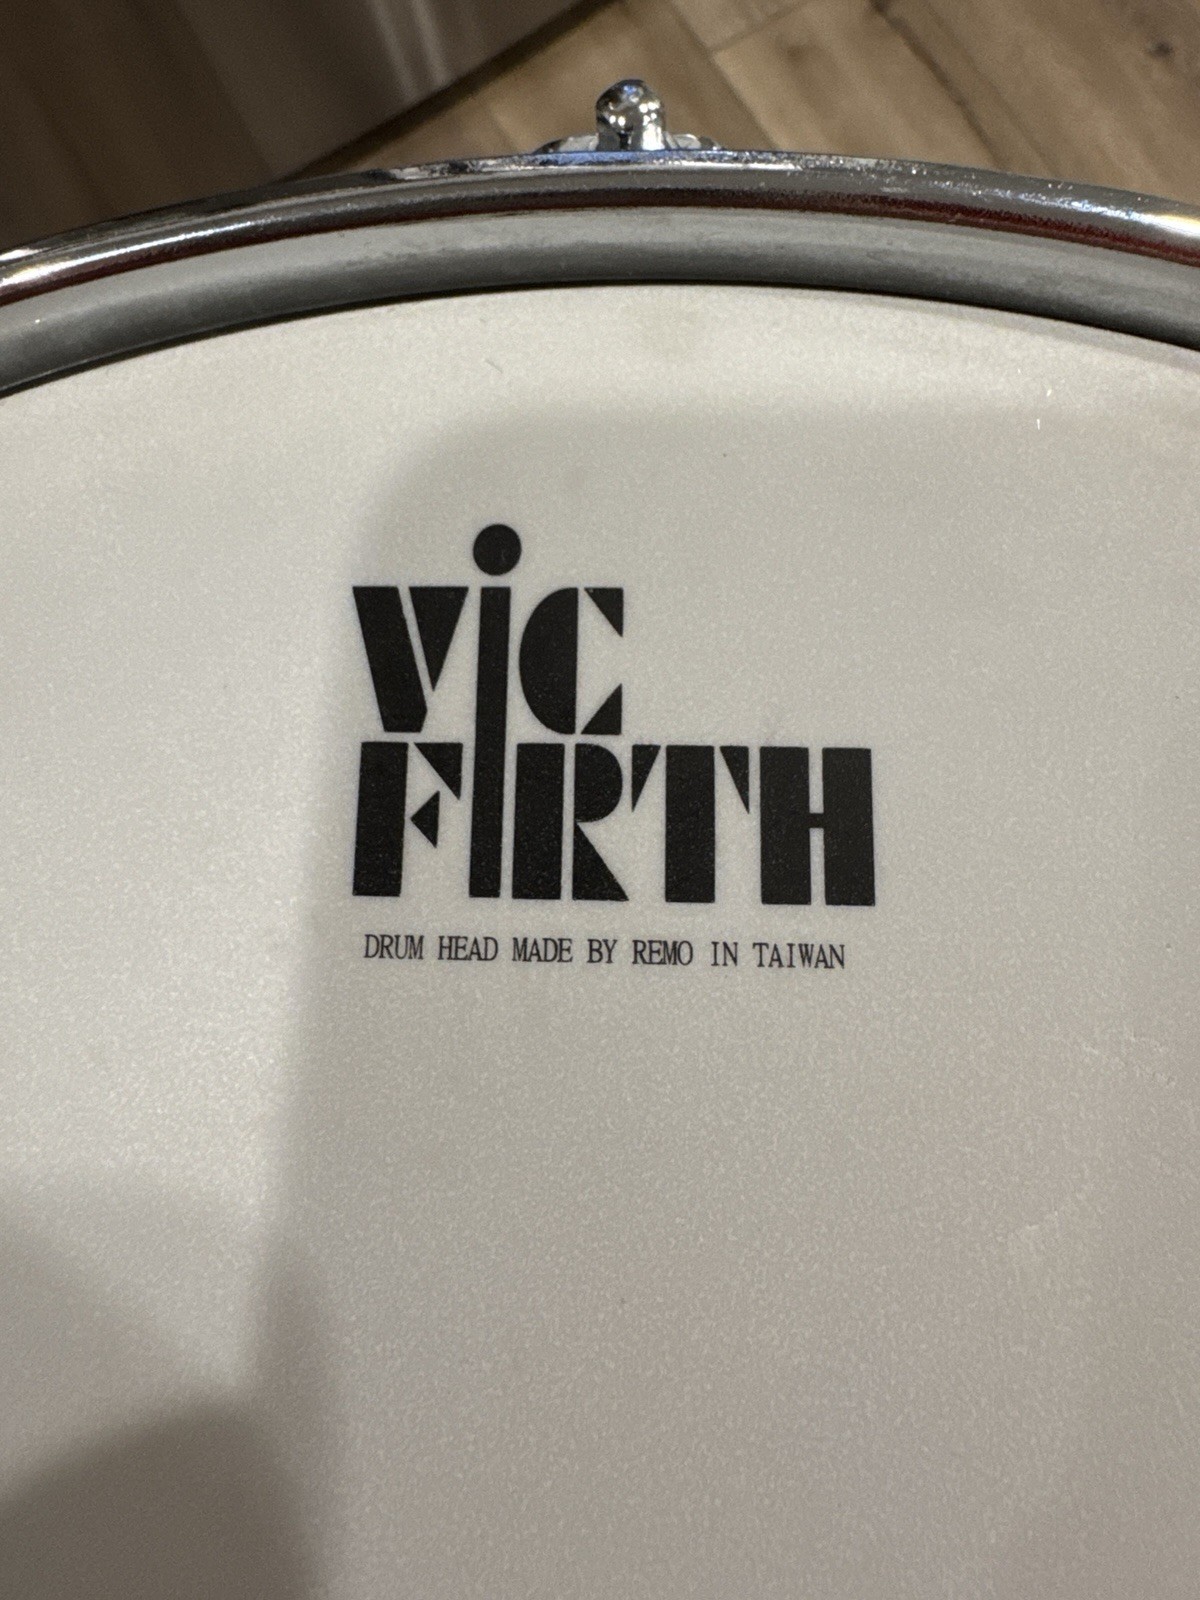 ViC
FiRTH
DRUM HEAD MADE BY REMO IN TAIWAN